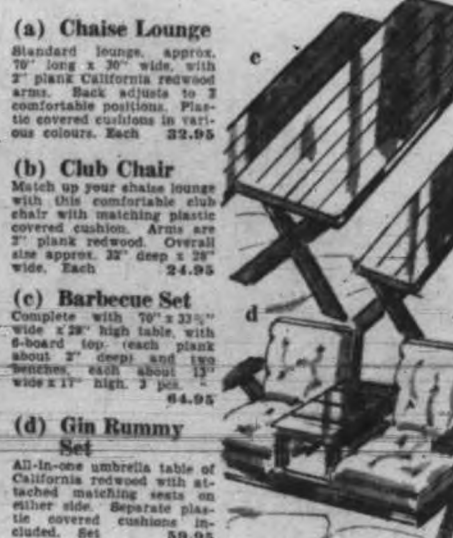 (a) Chaise Lounge
Standard lounge, approx.
70" long x 30" wide, with
2" plank California redwood
arms. Back adjusts to 3
comfortable positions. Plas-
tic covered cushions in vari-
ous colours. Each 32.95
(b) Club Chair
Match up your chaise lounge
with this comfortable club
chair with matching plastic
covered cushion. Arms are
2" plank redwood. Overall
size approx. 32" deep x 28"
wide. Each 24.95
(c) Barbecue Set
Complete with 70" x 33¾"
wide x 28" high table, with
6-board top (each plank
about 2" deep) and two
benches, each about 13"
wide x 17" high. 3 pcs.
64.95
(d) Gin Rummy
Set
All-in-one umbrella table of
California redwood with at-
tached matching seats on
either side. Separate plas-
tic covered cushions in-
cluded. Set 59.95
c
d